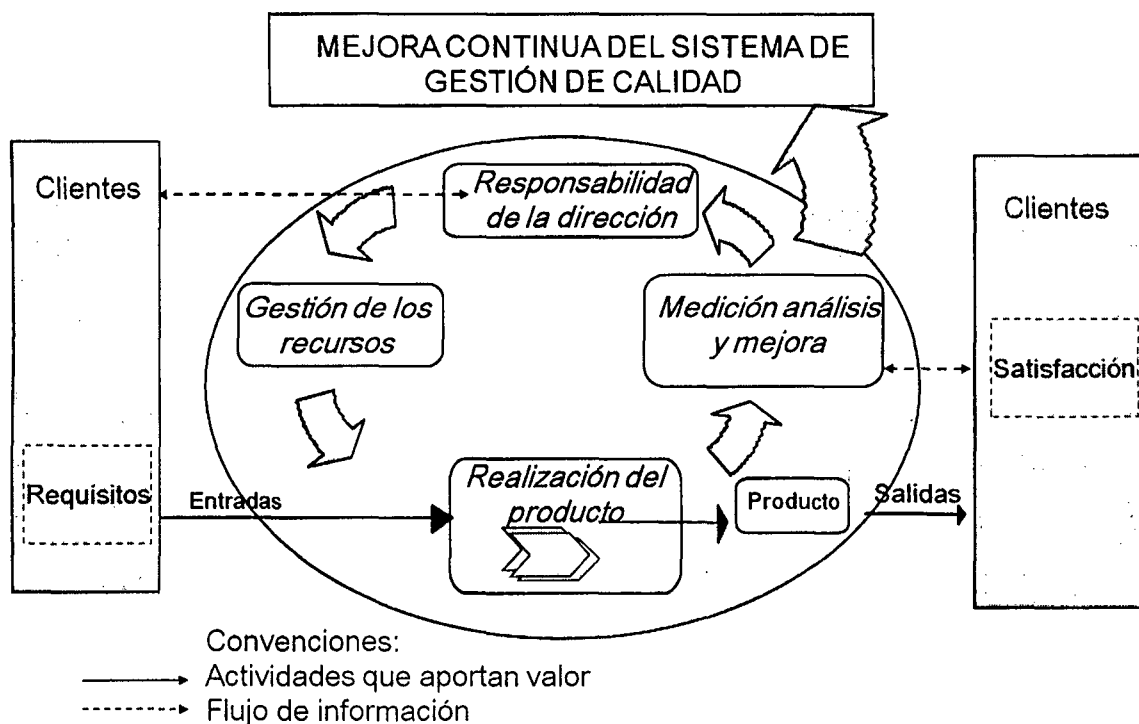 MEJORA CONTINUA DEL SISTEMA DE
GESTIÓN DE CALIDAD
Clientes
Responsabilidad
de la dirección
Clientes
Gestión de los
recursos
Medición análisis
y mejora
Satisfacción
Requisitos
Entradas
Realización del
producto
Producto
Salidas
Convenciones:
Actividades que aportan valor
Flujo de información